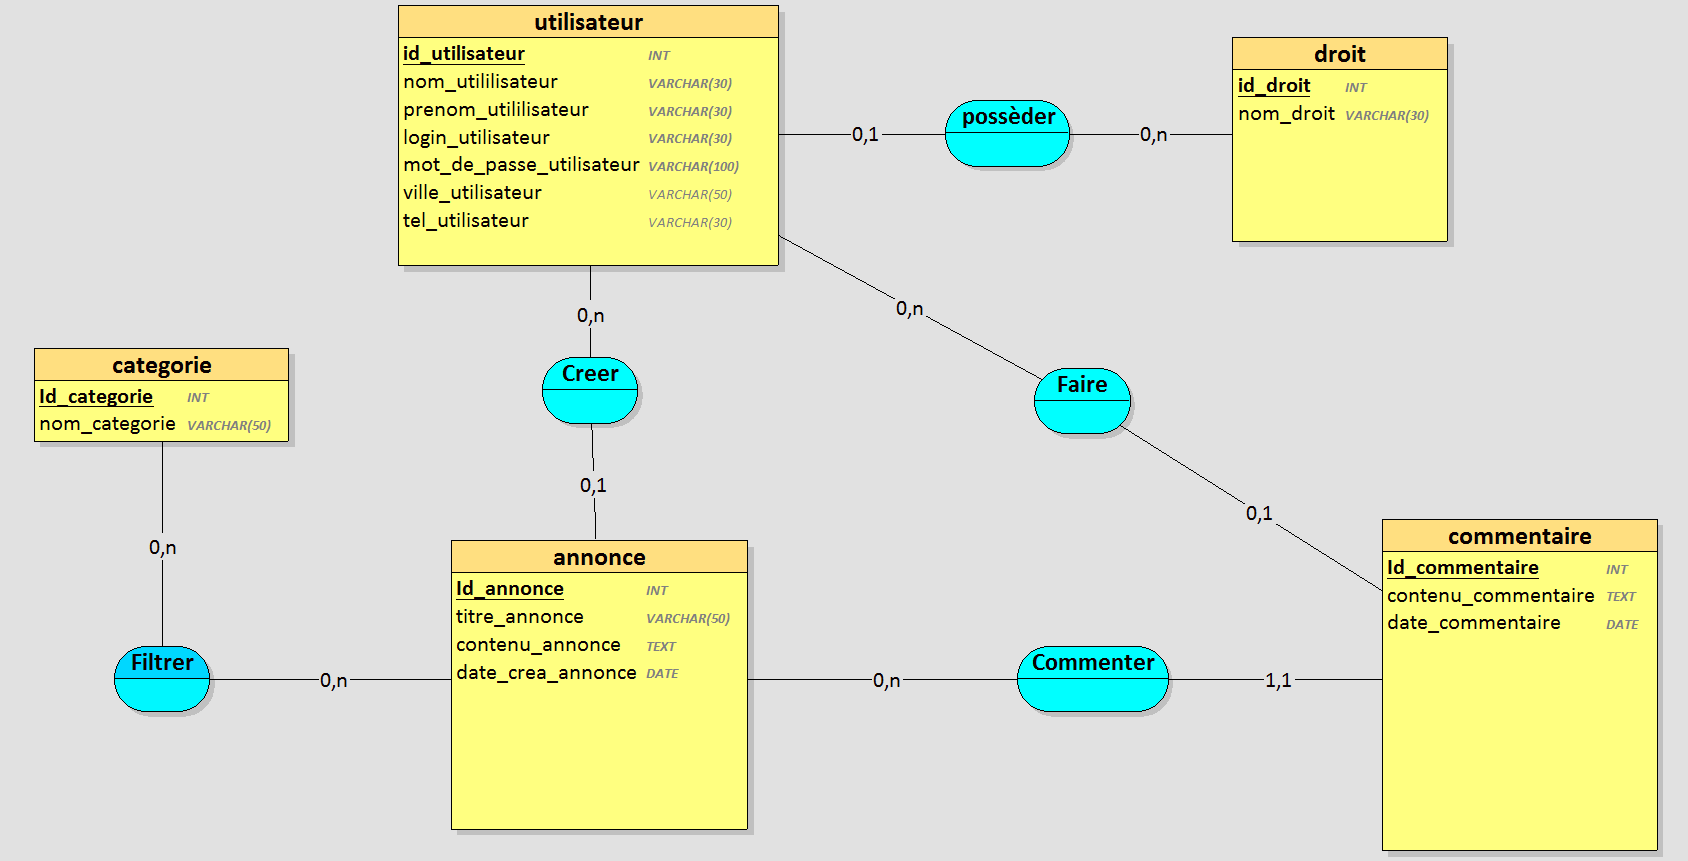 utilisateur
id_utilisateur INT
nom_utililisateur VARCHAR(30)
prenom_utililisateur VARCHAR(30)
login_utilisateur VARCHAR(30)
mot_de_passe_utilisateur VARCHAR(100)
ville_utilisateur VARCHAR(50)
tel_utilisateur VARCHAR(30)
0,1
possèder
0,n
droit
id_droit INT
nom_droit VARCHAR(30)
0,n
Creer
0,1
0,n
Faire
0,1
categorie
Id_categorie INT
nom_categorie VARCHAR(50)
0,n
Filtrer
0,n
annonce
Id_annonce INT
titre_annonce VARCHAR(50)
contenu_annonce TEXT
date_crea_annonce DATE
0,n
Commenter
1,1
commentaire
Id_commentaire INT
contenu_commentaire TEXT
date_commentaire DATE